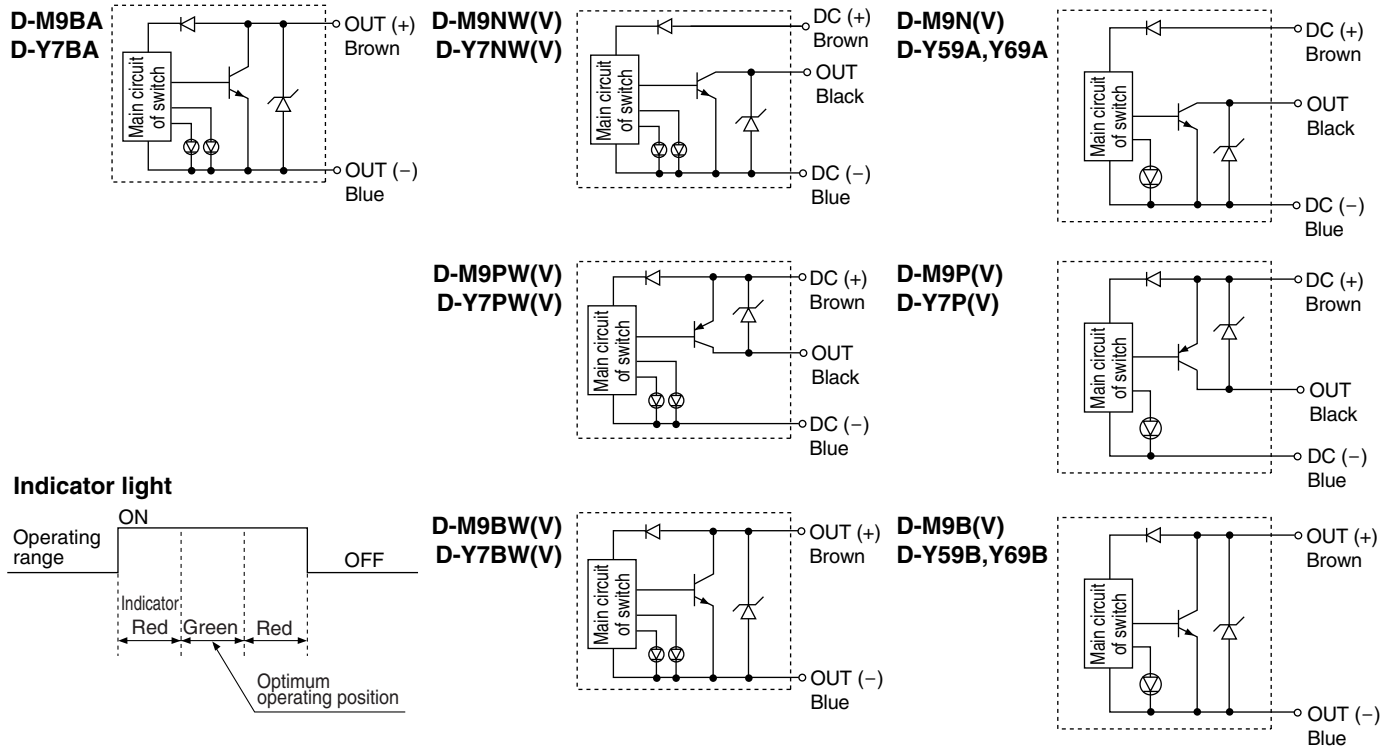 D-M9BA
D-Y7BA
Main circuit
of switch
OUT (+)
Brown
OUT (−)
Blue
D-M9NW(V)
D-Y7NW(V)
Main circuit
of switch
DC (+)
Brown
OUT
Black
DC (−)
Blue
D-M9N(V)
D-Y59A,Y69A
Main circuit
of switch
DC (+)
Brown
OUT
Black
DC (−)
Blue
D-M9PW(V)
D-Y7PW(V)
Main circuit
of switch
DC (+)
Brown
OUT
Black
DC (−)
Blue
D-M9P(V)
D-Y7P(V)
Main circuit
of switch
DC (+)
Brown
OUT
Black
DC (−)
Blue
Indicator light
ON
Operating
range
OFF
Indicator
Red Green Red
Optimum
operating position
D-M9BW(V)
D-Y7BW(V)
Main circuit
of switch
OUT (+)
Brown
OUT (−)
Blue
D-M9B(V)
D-Y59B,Y69B
Main circuit
of switch
OUT (+)
Brown
OUT (−)
Blue